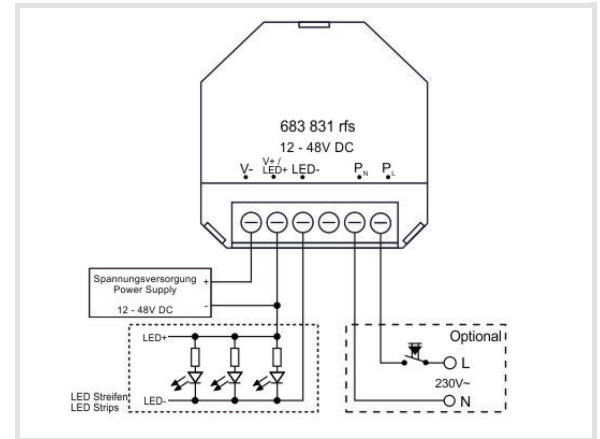 683 831 rfs
12 - 48V DC
V- V+ / LED+ LED- PN PL
Spannungsversorgung +
Power Supply
-
12 - 48V DC
LED+
LED Streifen
LED Strips
LED-
Optional
L
230V~
N